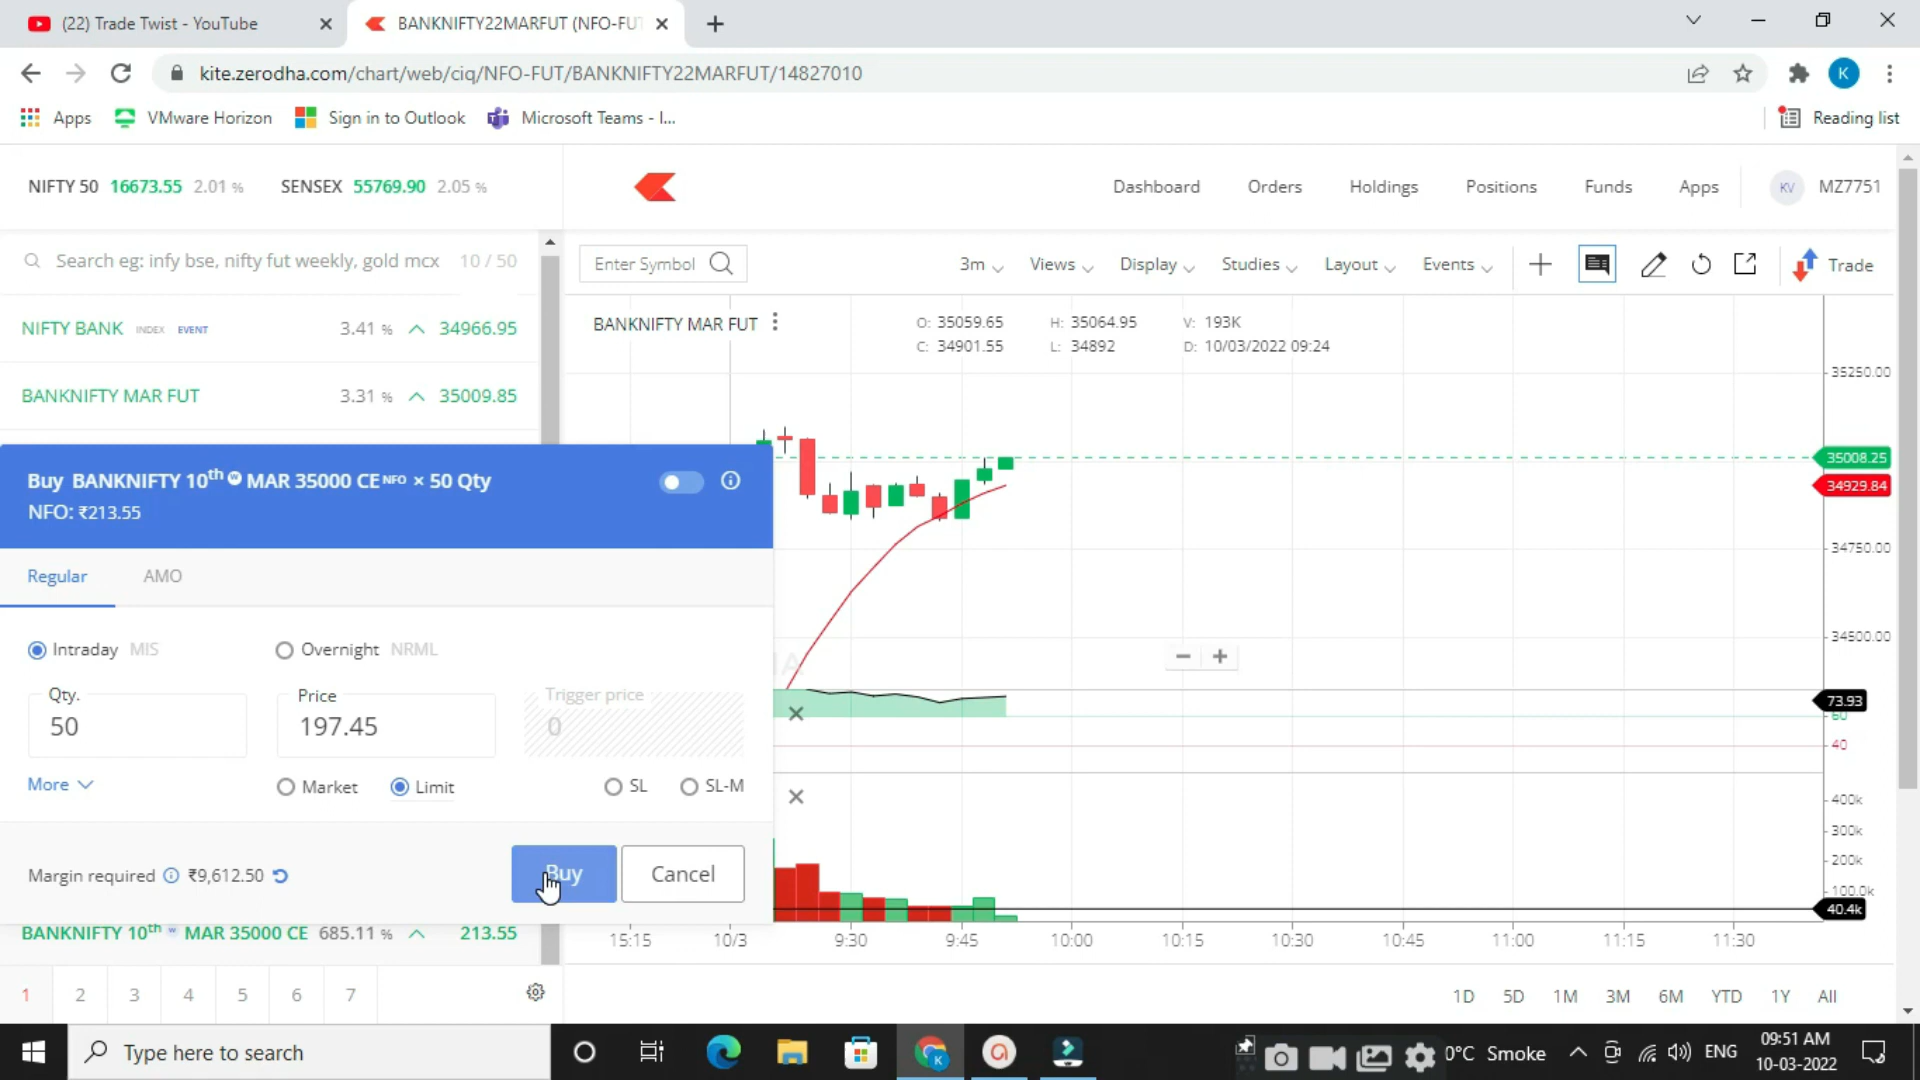 (22) Trade Twist - YouTube
BANKNIFTY22MARFUT (NFO-FU
kite.zerodha.com/chart/web/ciq/NFO-FUT/BANKNIFTY22MARFUT/14827010
K
Apps VMware Horizon Sign in to Outlook Microsoft Teams - I... Reading list
NIFTY 50 16673.55 2.01 % SENSEX 55769.90 2.05 %
Dashboard Orders Holdings Positions Funds Apps KV MZ7751
Search eg: infy bse, nifty fut weekly, gold mcx 10 / 50
Enter Symbol 3m Views Display Studies Layout Events Trade
NIFTY BANK INDEX EVENT 3.41 % 34966.95
BANKNIFTY MAR FUT 3.31 % 35009.85
BANKNIFTY MAR FUT
O: 35059.65 H: 35064.95 V: 193K
C: 34901.55 L: 34892 D: 10/03/2022 09:24
35250.00
35008.25
34929.84
34750.00
34500.00
73.93
60
40
400k
300k
200k
100.0k
40.4k
Buy BANKNIFTY 10th w MAR 35000 CE NFO × 50 Qty
NFO: ₹213.55
Regular AMO
Intraday MIS Overnight NRML
Qty. Price Trigger price
50 197.45 0
More Market Limit SL SL-M
Margin required ₹9,612.50 Buy Cancel
BANKNIFTY 10th w MAR 35000 CE 685.11 % 213.55
15:15 10/3 9:30 9:45 10:00 10:15 10:30 10:45 11:00 11:15 11:30
1 2 3 4 5 6 7
1D 5D 1M 3M 6M YTD 1Y All
Type here to search
0°C Smoke ENG 09:51 AM
10-03-2022